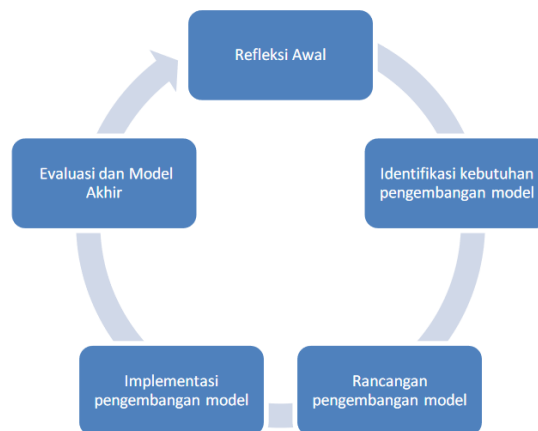 Refleksi Awal
Identifikasi kebutuhan
pengembangan model
Rancangan
pengembangan model
Implementasi
pengembangan model
Evaluasi dan Model
Akhir